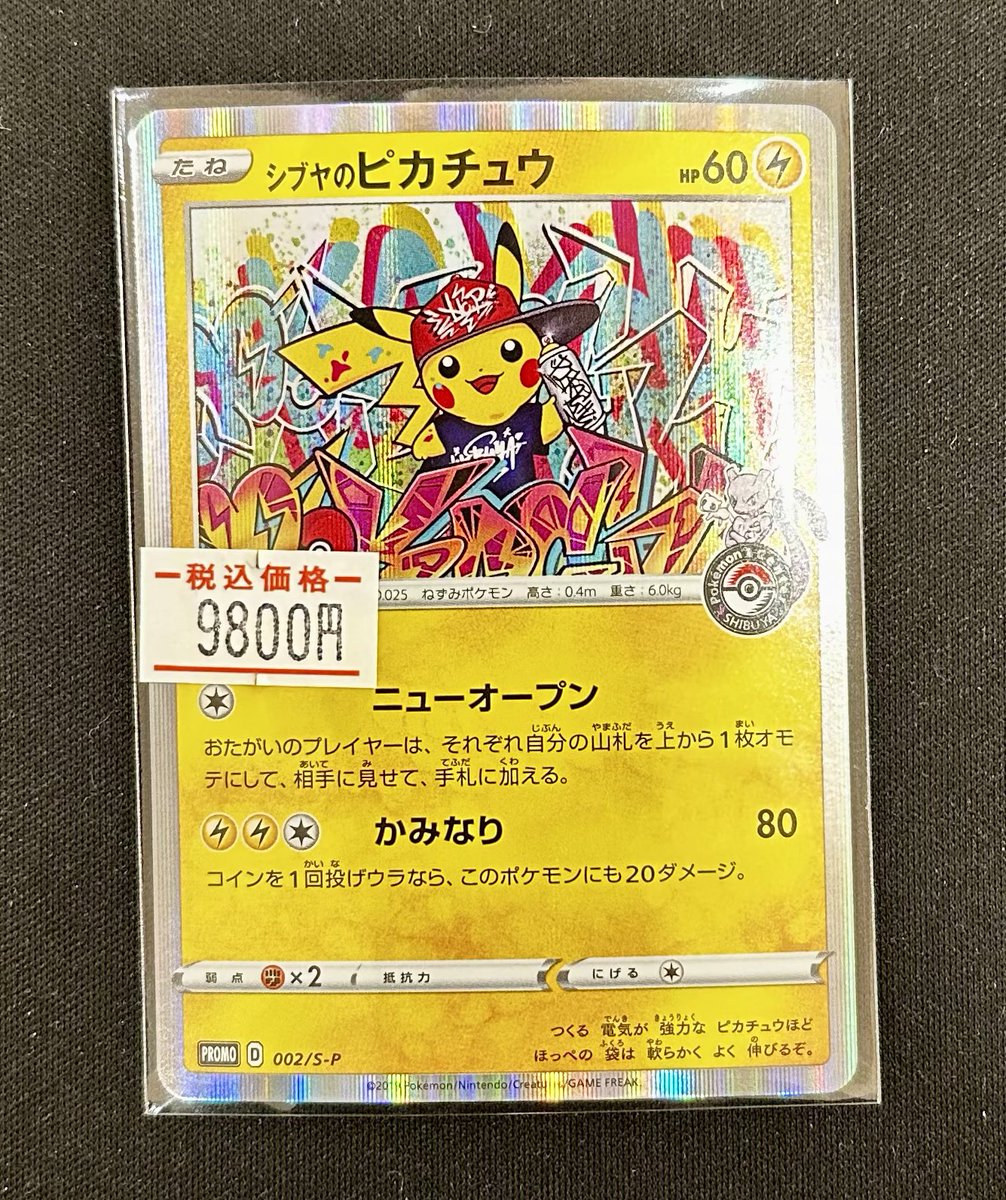 たね シブヤのピカチュウ HP60
Pokémon
SHIBUYA
税込価格
9800円
.025 ねずみポケモン 高さ:0.4m 重さ:6.0kg
ニューオープン
おたがいのプレイヤーは、それぞれ自分の山札を上から1枚オモ
テにして、相手に見せて、手札に加える。
かみなり 80
コインを1回投げウラなら、このポケモンにも20ダメージ。
弱点 ×2 抵抗力 にげる
つくる 電気が 強力な ピカチュウほど
ほっぺの 袋は 軟らかく よく 伸びるぞ。
PROMO D 002/S-P
©2019 Pokémon/Nintendo/Creatures/GAME FREAK.